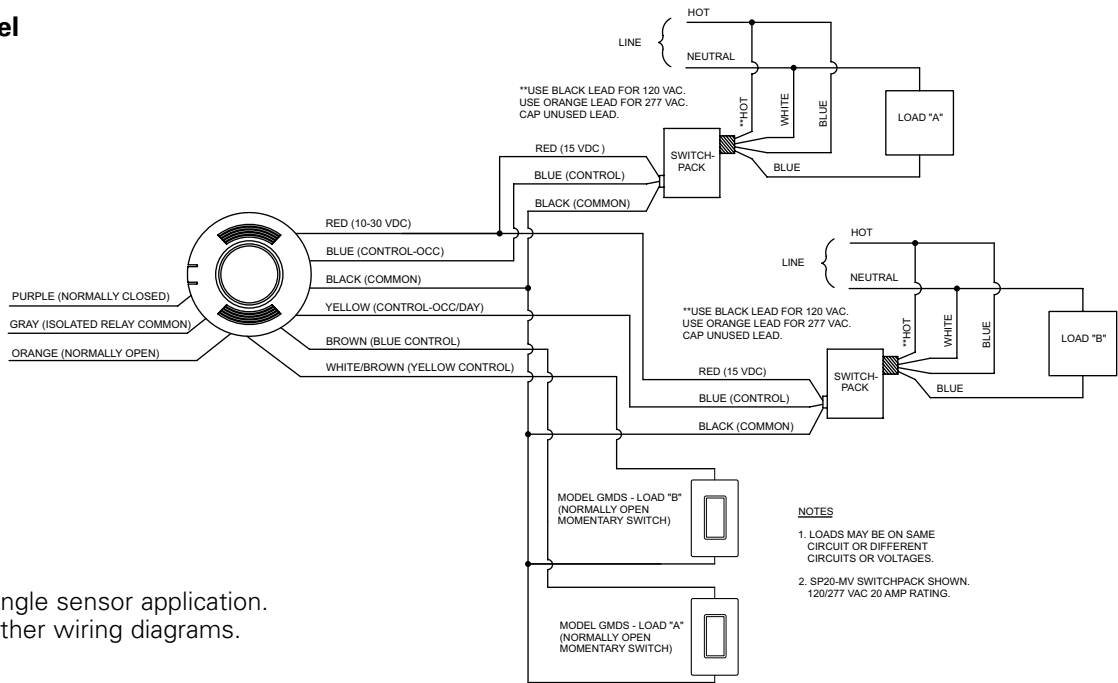 el
HOT
LINE
NEUTRAL
**USE BLACK LEAD FOR 120 VAC.
USE ORANGE LEAD FOR 277 VAC.
CAP UNUSED LEAD.
**HOT
WHITE
BLUE
LOAD "A"
RED (15 VDC )
SWITCH-
PACK
BLUE (CONTROL)
BLUE
BLACK (COMMON)
RED (10-30 VDC)
BLUE (CONTROL-OCC)
BLACK (COMMON)
YELLOW (CONTROL-OCC/DAY)
BROWN (BLUE CONTROL)
WHITE/BROWN (YELLOW CONTROL)
PURPLE (NORMALLY CLOSED)
GRAY (ISOLATED RELAY COMMON)
ORANGE (NORMALLY OPEN)
HOT
LINE
NEUTRAL
**USE BLACK LEAD FOR 120 VAC.
USE ORANGE LEAD FOR 277 VAC.
CAP UNUSED LEAD.
**HOT
WHITE
BLUE
LOAD "B"
RED (15 VDC)
SWITCH-
PACK
BLUE (CONTROL)
BLUE
BLACK (COMMON)
MODEL GMDS - LOAD "B"
(NORMALLY OPEN
MOMENTARY SWITCH)
NOTES
1. LOADS MAY BE ON SAME
CIRCUIT OR DIFFERENT
CIRCUITS OR VOLTAGES.
2. SP20-MV SWITCHPACK SHOWN.
120/277 VAC 20 AMP RATING.
MODEL GMDS - LOAD "A"
(NORMALLY OPEN
MOMENTARY SWITCH)
ngle sensor application.
ther wiring diagrams.